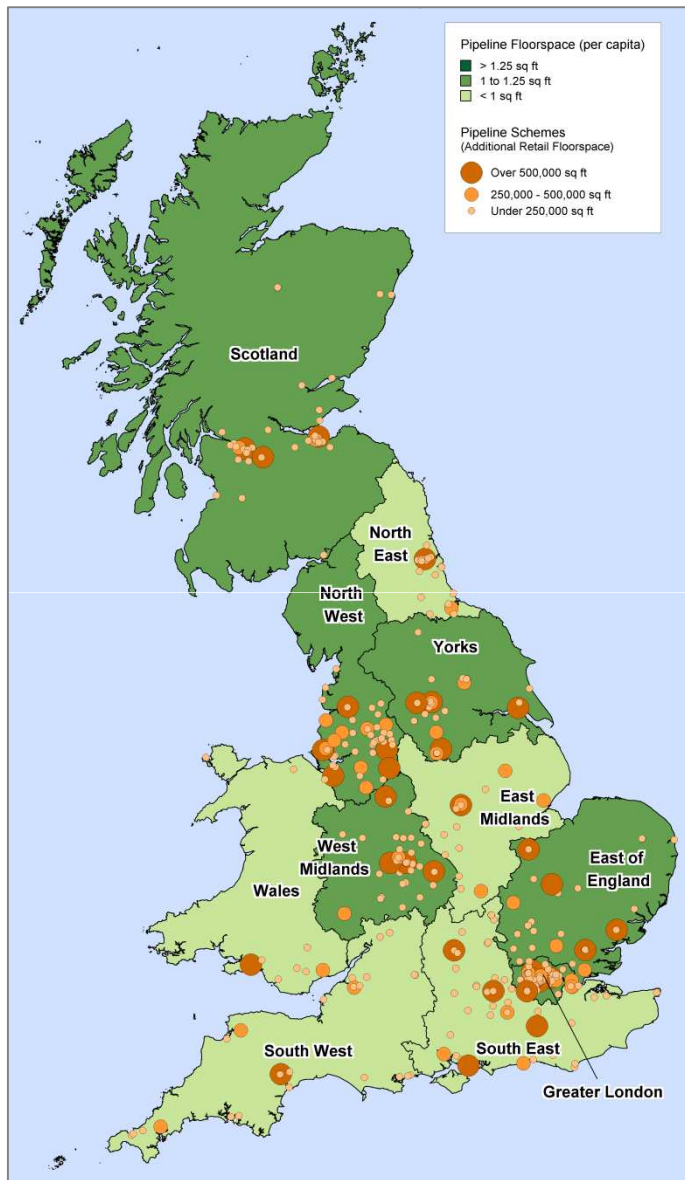 Pipeline Floorspace (per capita)
> 1.25 sq ft
1 to 1.25 sq ft
< 1 sq ft
Pipeline Schemes
(Additional Retail Floorspace)
Over 500,000 sq ft
250,000 - 500,000 sq ft
Under 250,000 sq ft
Scotland
North
East
North
West
Yorks
East
Midlands
West
Midlands
East of
England
Wales
South West
South East
Greater London